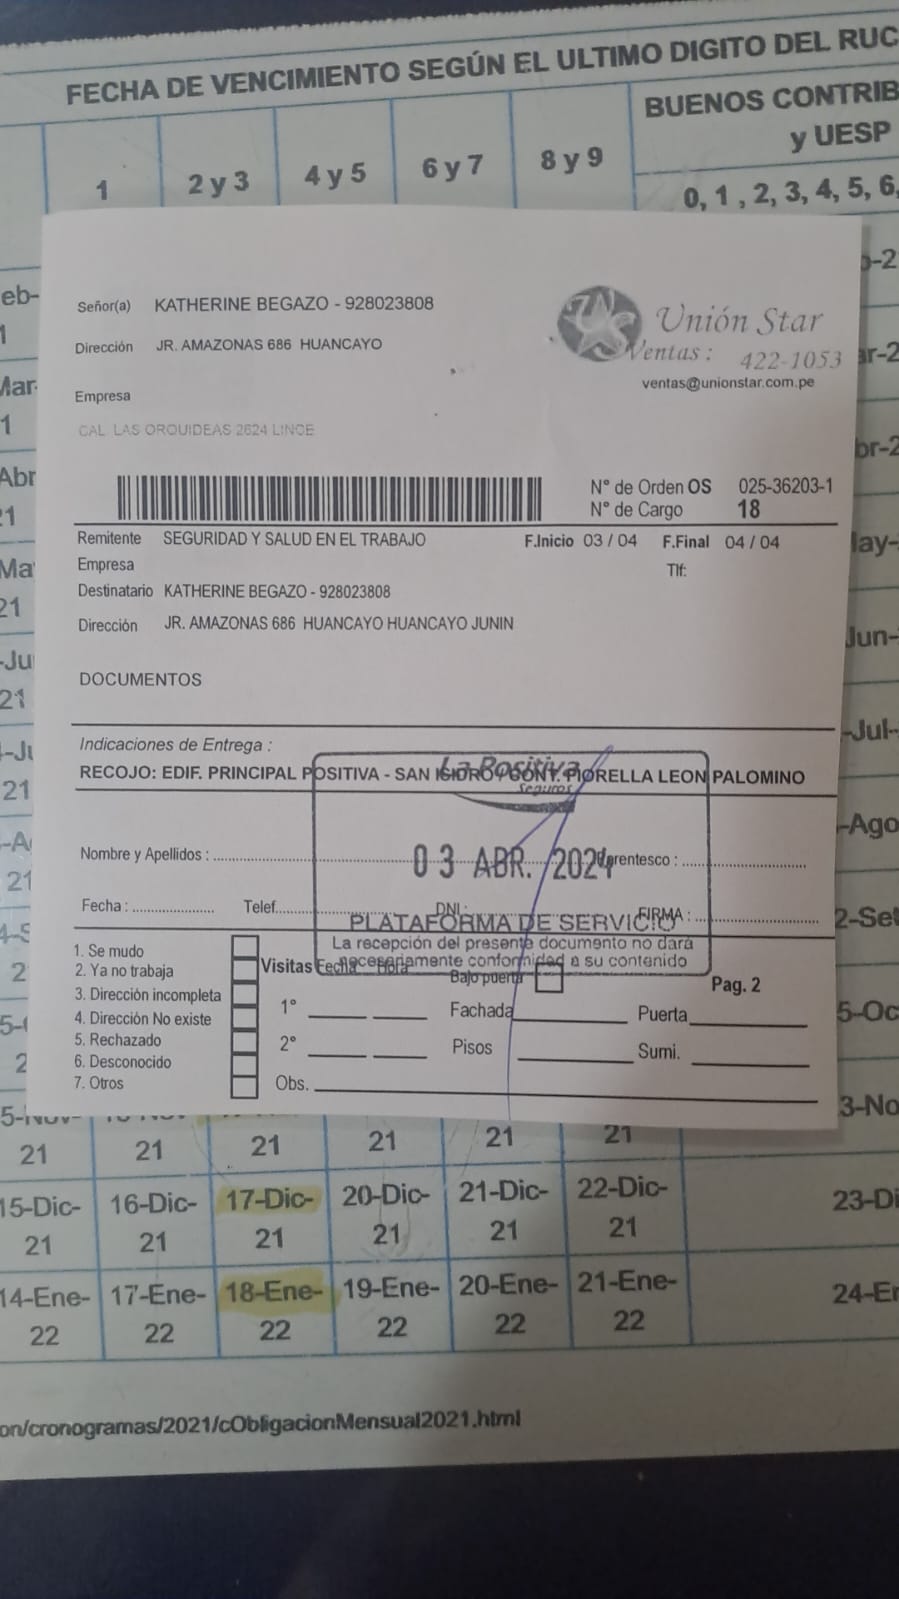 FECHA DE VENCIMIENTO SEGÚN EL ULTIMO DIGITO DEL RUC
BUENOS CONTRIB
y UESP
1 2 y 3 4 y 5 6 y 7 8 y 9
0, 1 , 2, 3, 4, 5, 6,
Señor(a) KATHERINE BEGAZO - 928023808
Dirección JR. AMAZONAS 686 HUANCAYO
Empresa
CAL. LAS ORQUIDEAS 2624 LINCE
Unión Star
Ventas : 422-1053
ventas@unionstar.com.pe
N° de Orden OS 025-36203-1
N° de Cargo 18
Remitente SEGURIDAD Y SALUD EN EL TRABAJO F.Inicio 03 / 04 F.Final 04 / 04
Empresa Tlf:
Destinatario KATHERINE BEGAZO - 928023808
Dirección JR. AMAZONAS 686 HUANCAYO HUANCAYO JUNIN
DOCUMENTOS
Indicaciones de Entrega :
RECOJO: EDIF. PRINCIPAL POSITIVA - SAN ISIDRO / CONT. FIORELLA LEON PALOMINO
La Positiva
Seguros
03 ABR. 2024
Nombre y Apellidos : Parentesco :
Fecha : Telef. DNI: FIRMA :
PLATAFORMA DE SERVICIO
La recepción del presente documento no dará
necesariamente conformidad a su contenido
1. Se mudo
2. Ya no trabaja
3. Dirección incompleta
4. Dirección No existe
5. Rechazado
6. Desconocido
7. Otros
Visitas Fecha Hora Bajo puerta Pag. 2
1° Fachada Puerta
2° Pisos Sumi.
Obs.
21 21 21 21 21 21
15-Dic- 16-Dic- 17-Dic- 20-Dic- 21-Dic- 22-Dic- 23-Di
21 21 21 21 21 21
14-Ene- 17-Ene- 18-Ene- 19-Ene- 20-Ene- 21-Ene- 24-En
22 22 22 22 22 22
on/cronogramas/2021/cObligacionMensual2021.html